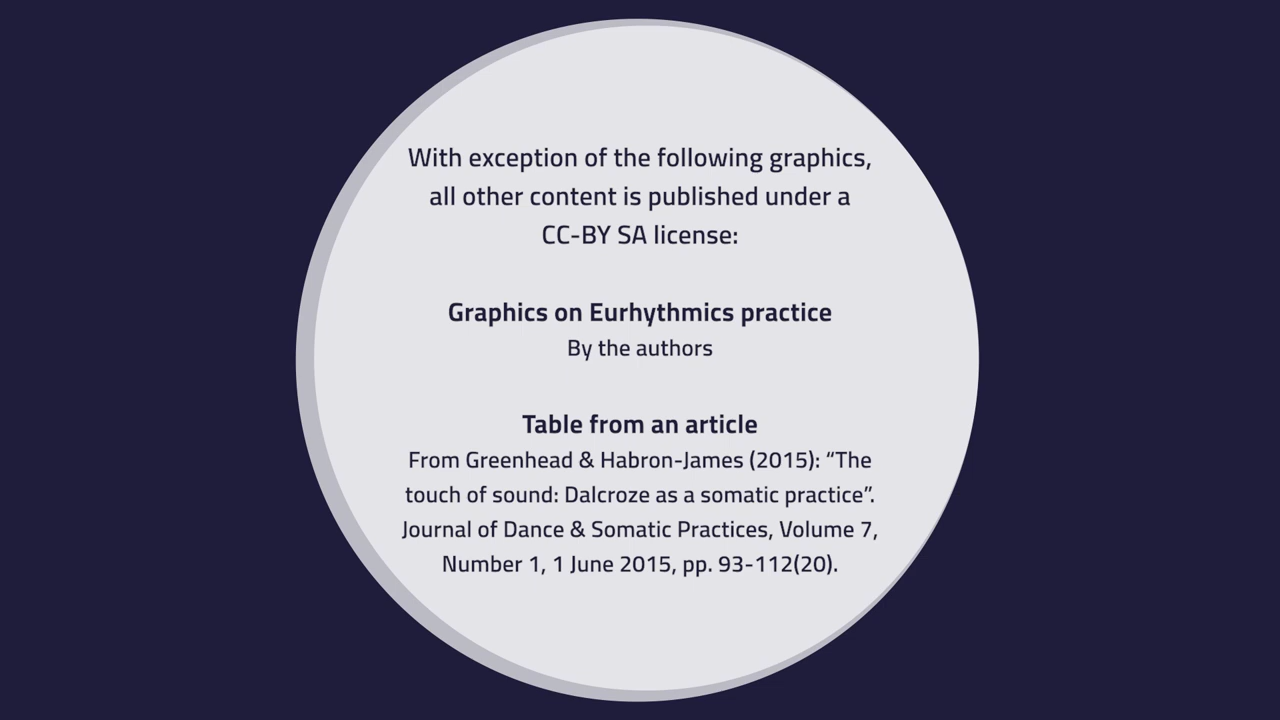 With exception of the following graphics,
all other content is published under a
CC-BY SA license:
Graphics on Eurhythmics practice
By the authors
Table from an article
From Greenhead & Habron-James (2015): “The
touch of sound: Dalcroze as a somatic practice”.
Journal of Dance & Somatic Practices, Volume 7,
Number 1, 1 June 2015, pp. 93-112(20).